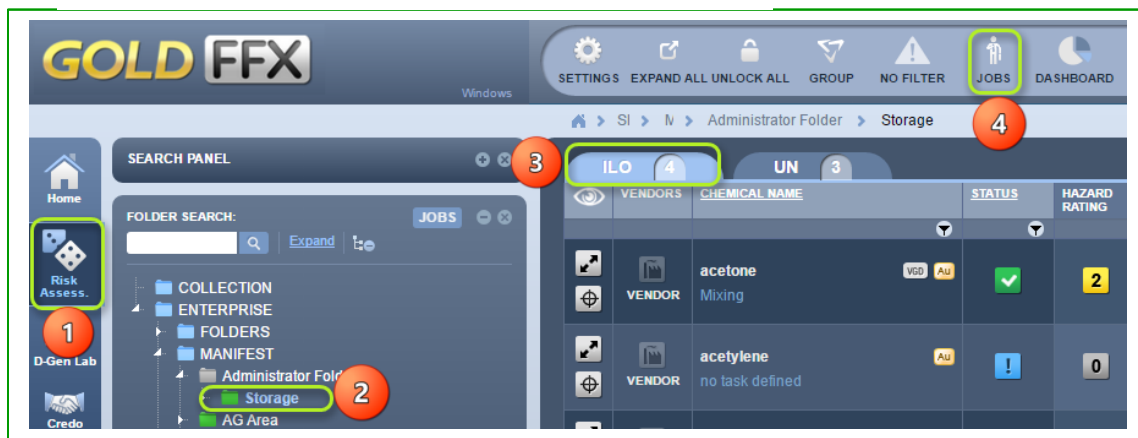 GOLD FFX
Windows
SETTINGS EXPAND ALL UNLOCK ALL GROUP NO FILTER JOBS DASHBOARD
4
> > > Administrator Folder > Storage
Home
Risk
Assess.
1
D-Gen Lab
Credo
SEARCH PANEL
FOLDER SEARCH: JOBS
Expand
COLLECTION
ENTERPRISE
FOLDERS
MANIFEST
Administrator Fold
Storage
2
AG Area
3
ILO 4 UN 3
VENDORS CHEMICAL NAME STATUS HAZARD
RATING
acetone VGD Au
VENDOR Mixing 2
acetylene Au
VENDOR no task defined ! 0